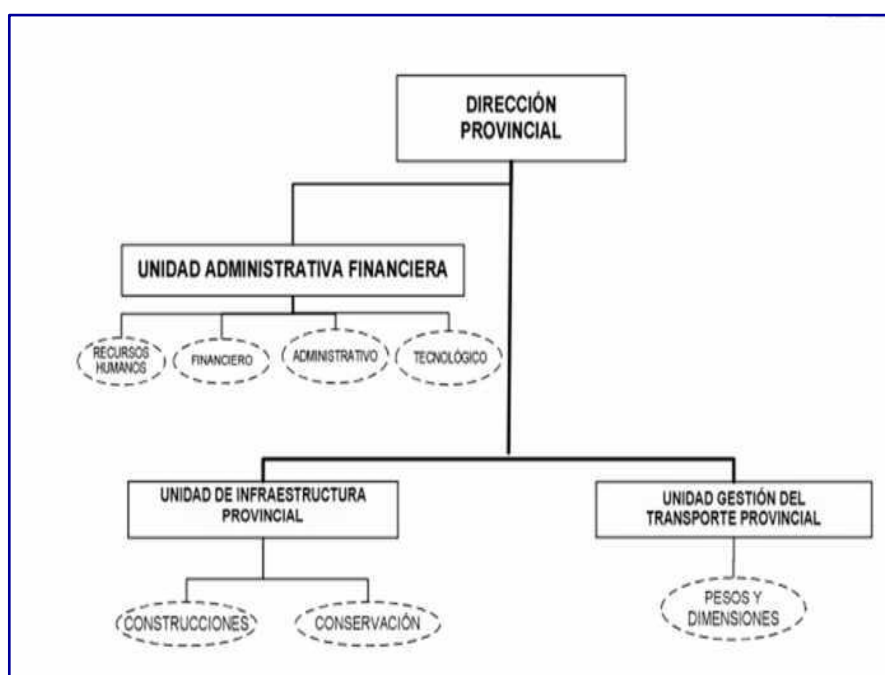 DIRECCIÓN
PROVINCIAL
UNIDAD ADMINISTRATIVA FINANCIERA
RECURSOS
HUMANOS
FINANCIERO
ADMINISTRATIVO
TECNOLÓGICO
UNIDAD DE INFRAESTRUCTURA
PROVINCIAL
UNIDAD GESTIÓN DEL
TRANSPORTE PROVINCIAL
CONSTRUCCIONES
CONSERVACIÓN
PESOS Y
DIMENSIONES